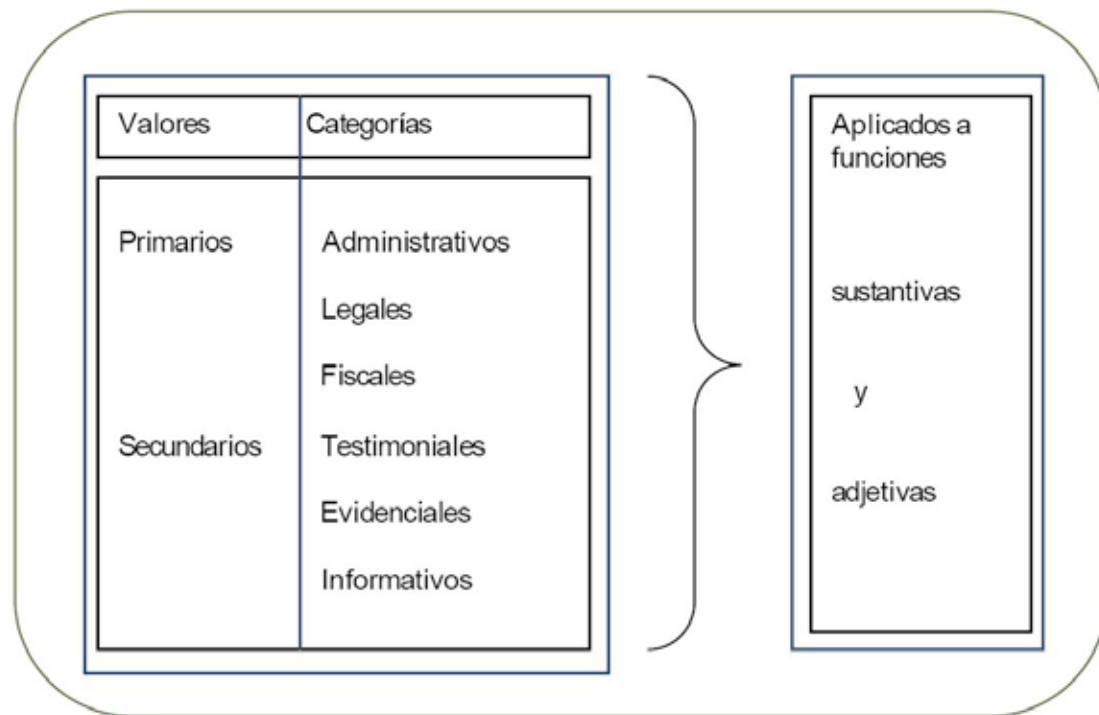 Valores Categorías
Primarios Administrativos
Legales
Fiscales
Secundarios Testimoniales
Evidenciales
Informativos
Aplicados a
funciones
sustantivas
y
adjetivas